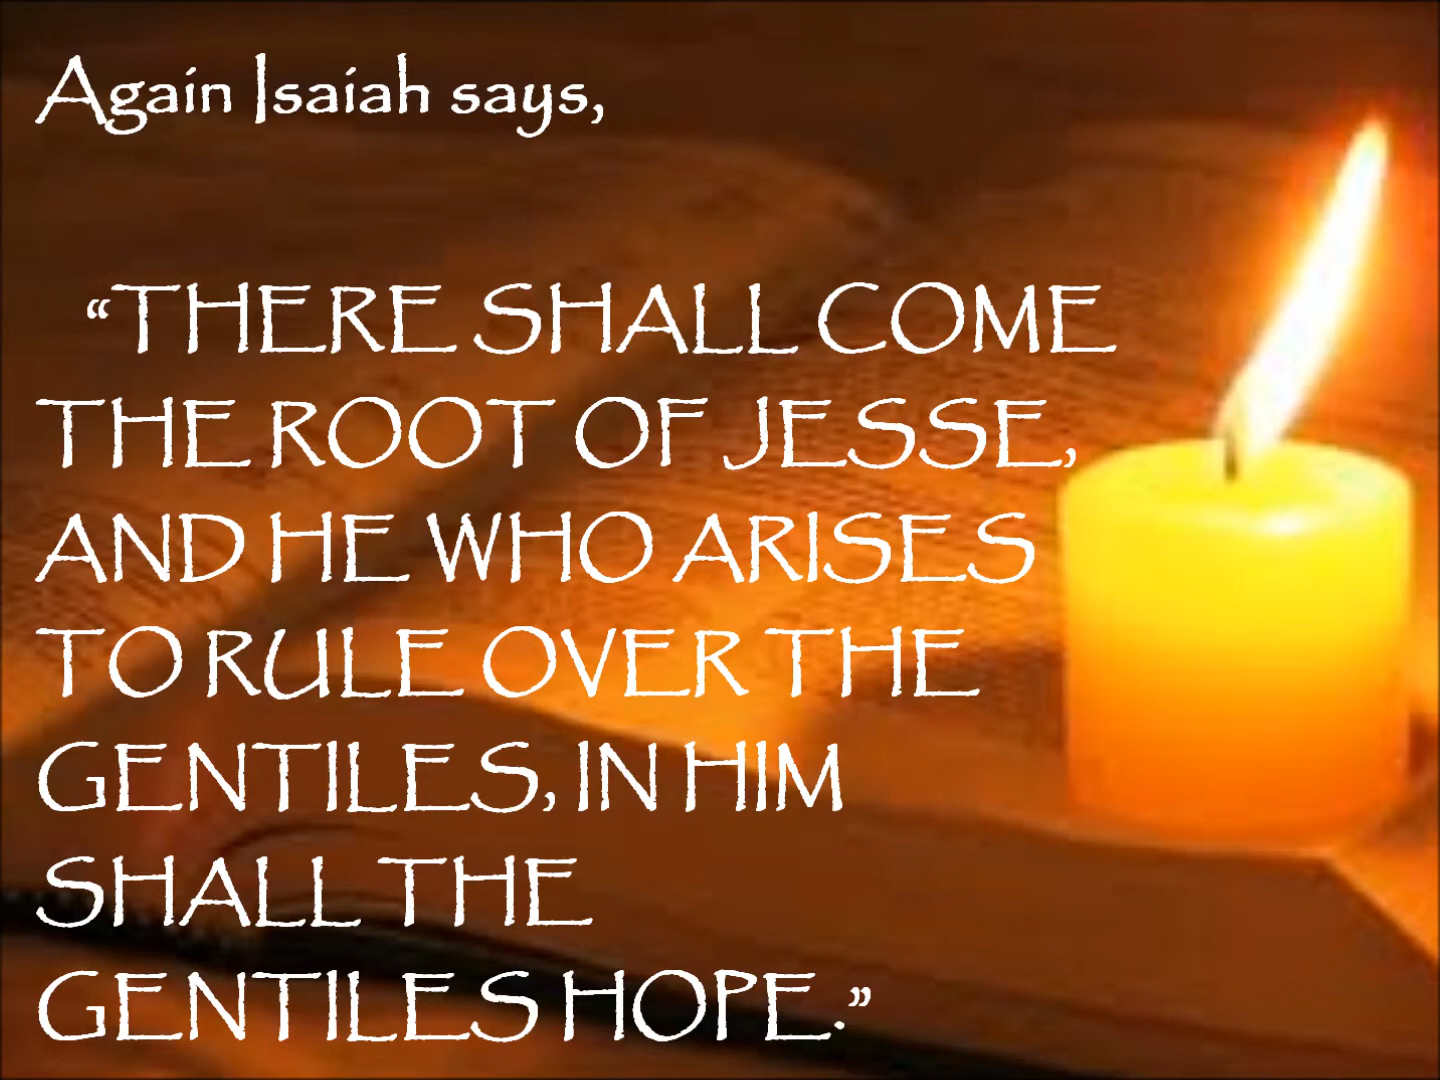 Again Isaiah says,
“THERE SHALL COME
THE ROOT OF JESSE,
AND HE WHO ARISES
TO RULE OVER THE
GENTILES, IN HIM
SHALL THE
GENTILES HOPE.”